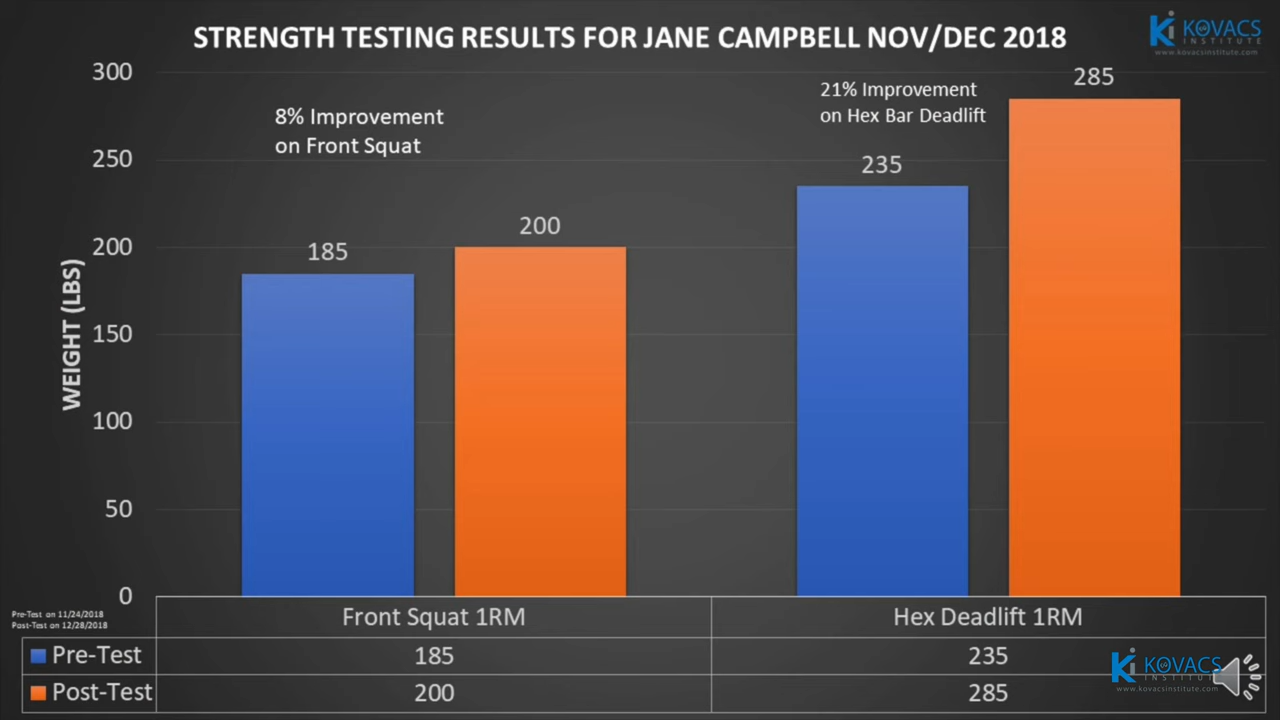 STRENGTH TESTING RESULTS FOR JANE CAMPBELL NOV/DEC 2018
Ki KOVACS
INSTITUTE
www.kovacsinstitute.com
300
250
200
150
100
50
0
WEIGHT (LBS)
8% Improvement
on Front Squat
21% Improvement
on Hex Bar Deadlift
185
200
235
285
Pre-Test on 11/24/2018
Post-Test on 12/28/2018
Front Squat 1RM Hex Deadlift 1RM
Pre-Test 185 235
Post-Test 200 285
Ki KOVACS
www.kovacsinstitute.com